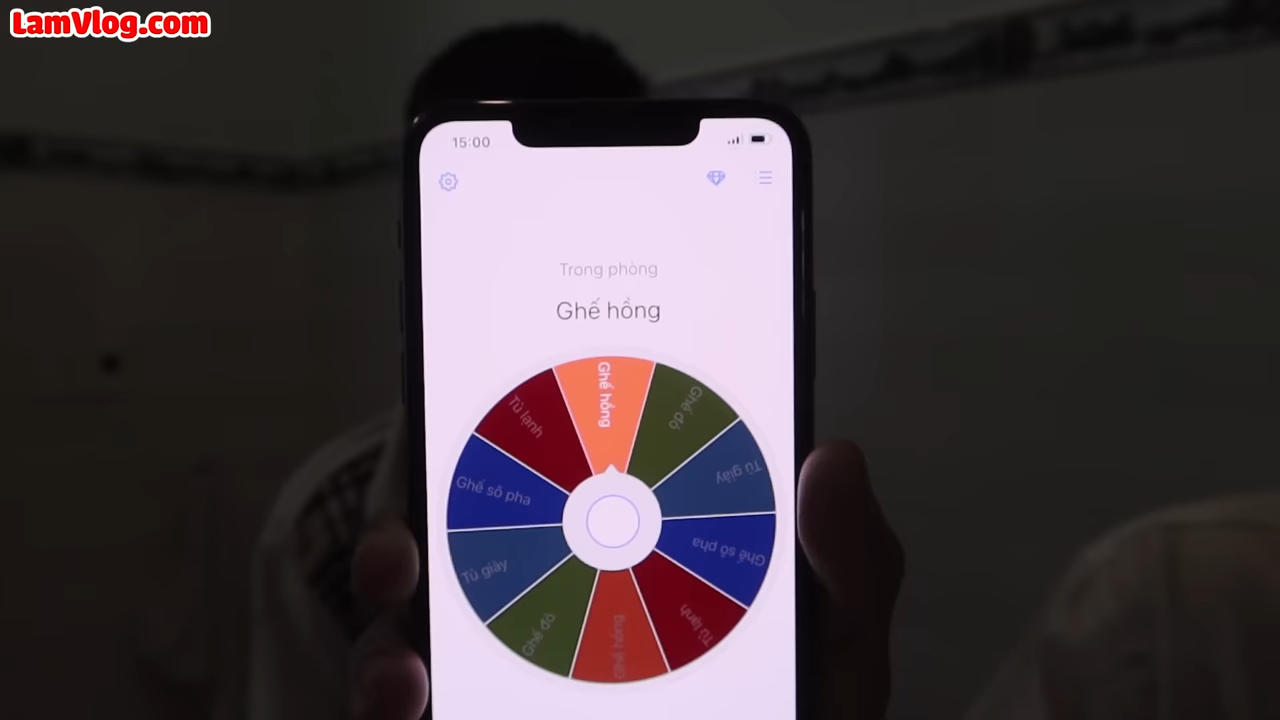 LamVlog.com
15:00
Trong phòng
Ghế hồng
Ghế hồng
Ghế đỏ
Tủ giày
Ghế sô pha
Tủ lạnh
Ghế hồng
Ghế đỏ
Tủ giày
Ghế sô pha
Tủ lạnh